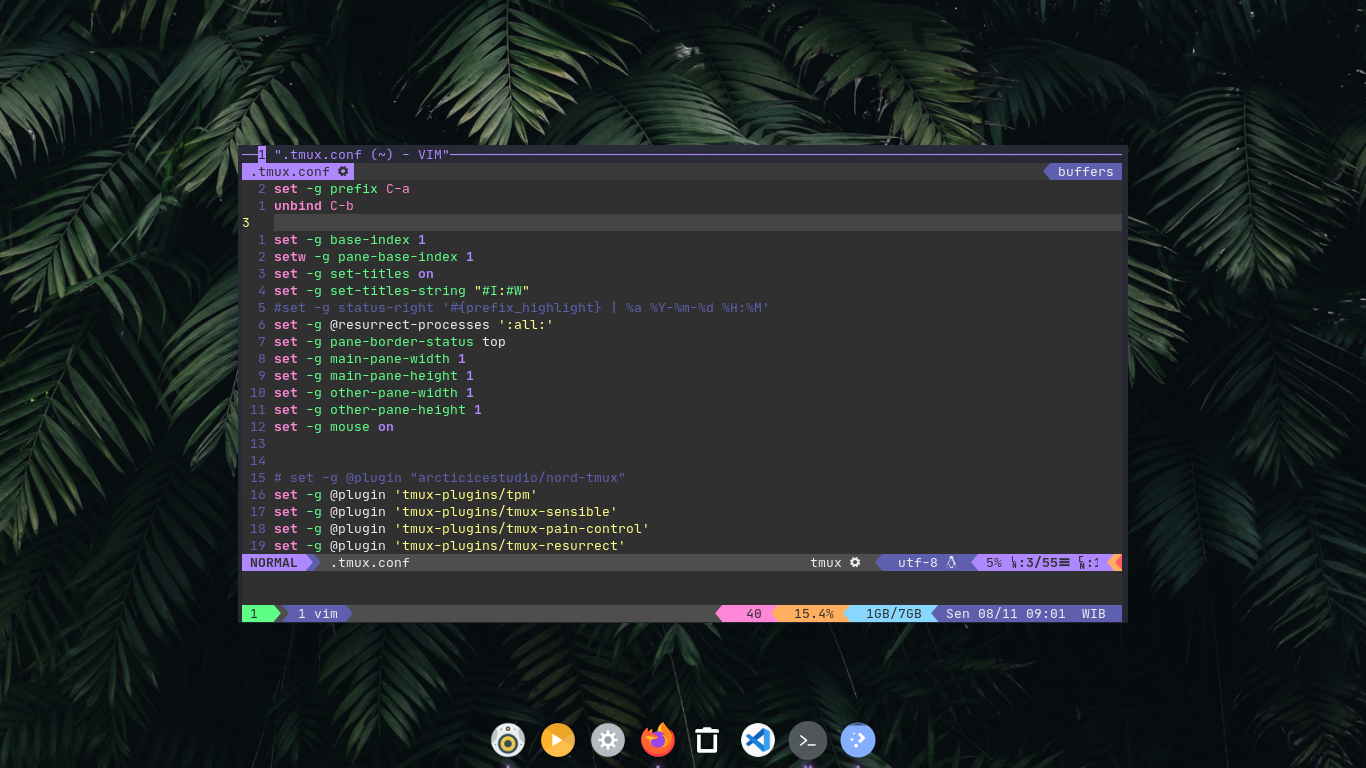 1 ".tmux.conf (~) - VIM"
.tmux.conf buffers
2 set -g prefix C-a
1 unbind C-b
3
1 set -g base-index 1
2 setw -g pane-base-index 1
3 set -g set-titles on
4 set -g set-titles-string "#I:#W"
5 #set -g status-right '#{prefix_highlight} | %a %Y-%m-%d %H:%M'
6 set -g @resurrect-processes ':all:'
7 set -g pane-border-status top
8 set -g main-pane-width 1
9 set -g main-pane-height 1
10 set -g other-pane-width 1
11 set -g other-pane-height 1
12 set -g mouse on
13
14
15 # set -g @plugin "arcticicestudio/nord-tmux"
16 set -g @plugin 'tmux-plugins/tpm'
17 set -g @plugin 'tmux-plugins/tmux-sensible'
18 set -g @plugin 'tmux-plugins/tmux-pain-control'
19 set -g @plugin 'tmux-plugins/tmux-resurrect'
NORMAL .tmux.conf tmux utf-8 5% :3/55
1 1 vim 40 15.4% 1GB/7GB Sen 08/11 09:01 WIB